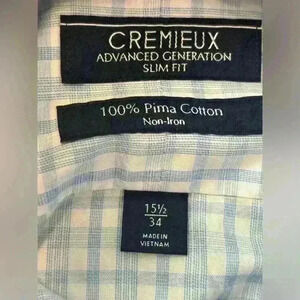 CREMIEUX
ADVANCED GENERATION
SLIM FIT
100% Pima Cotton
Non-Iron
15½
34
MADE IN
VIETNAM